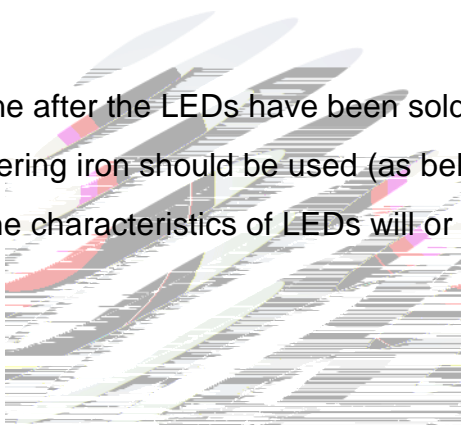 ne after the LEDs have been sold
ering iron should be used (as bel
ne characteristics of LEDs will or